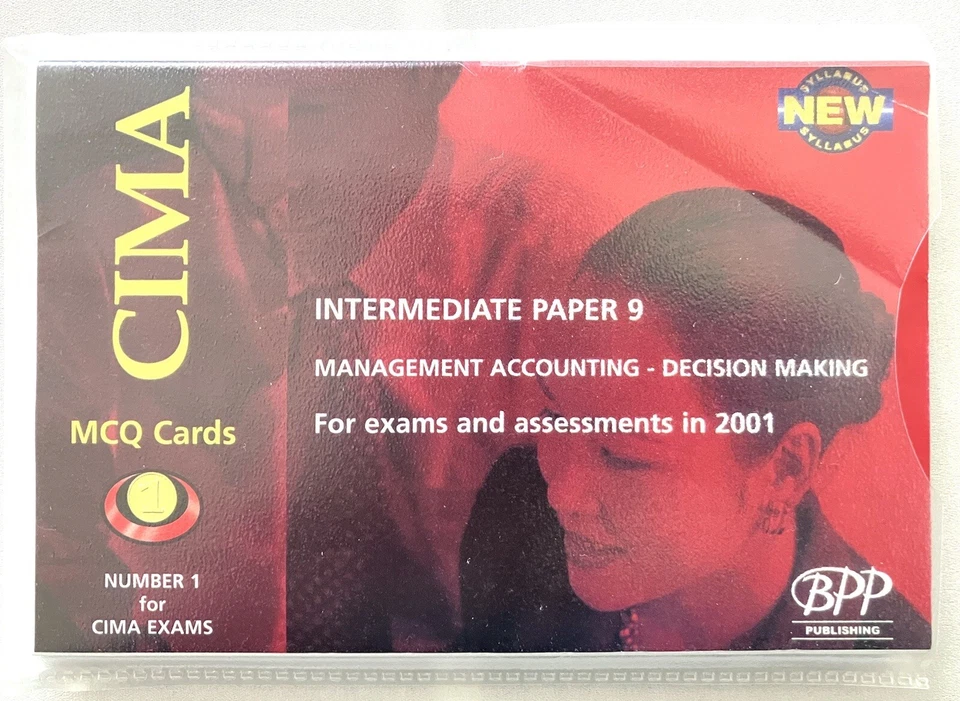 CIMA
MCQ Cards
1
NUMBER 1
for
CIMA EXAMS
SYLLABUS
NEW
SYLLABUS
INTERMEDIATE PAPER 9
MANAGEMENT ACCOUNTING - DECISION MAKING
For exams and assessments in 2001
BPP
PUBLISHING